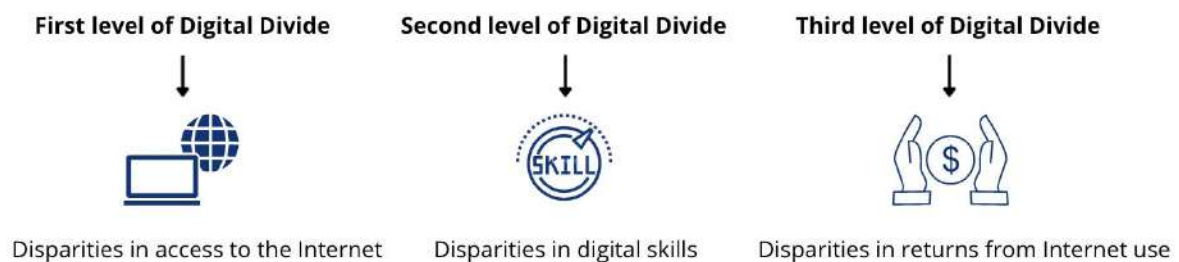 First level of Digital Divide
Second level of Digital Divide
Third level of Digital Divide
SKILL
$
Disparities in access to the Internet
Disparities in digital skills
Disparities in returns from Internet use